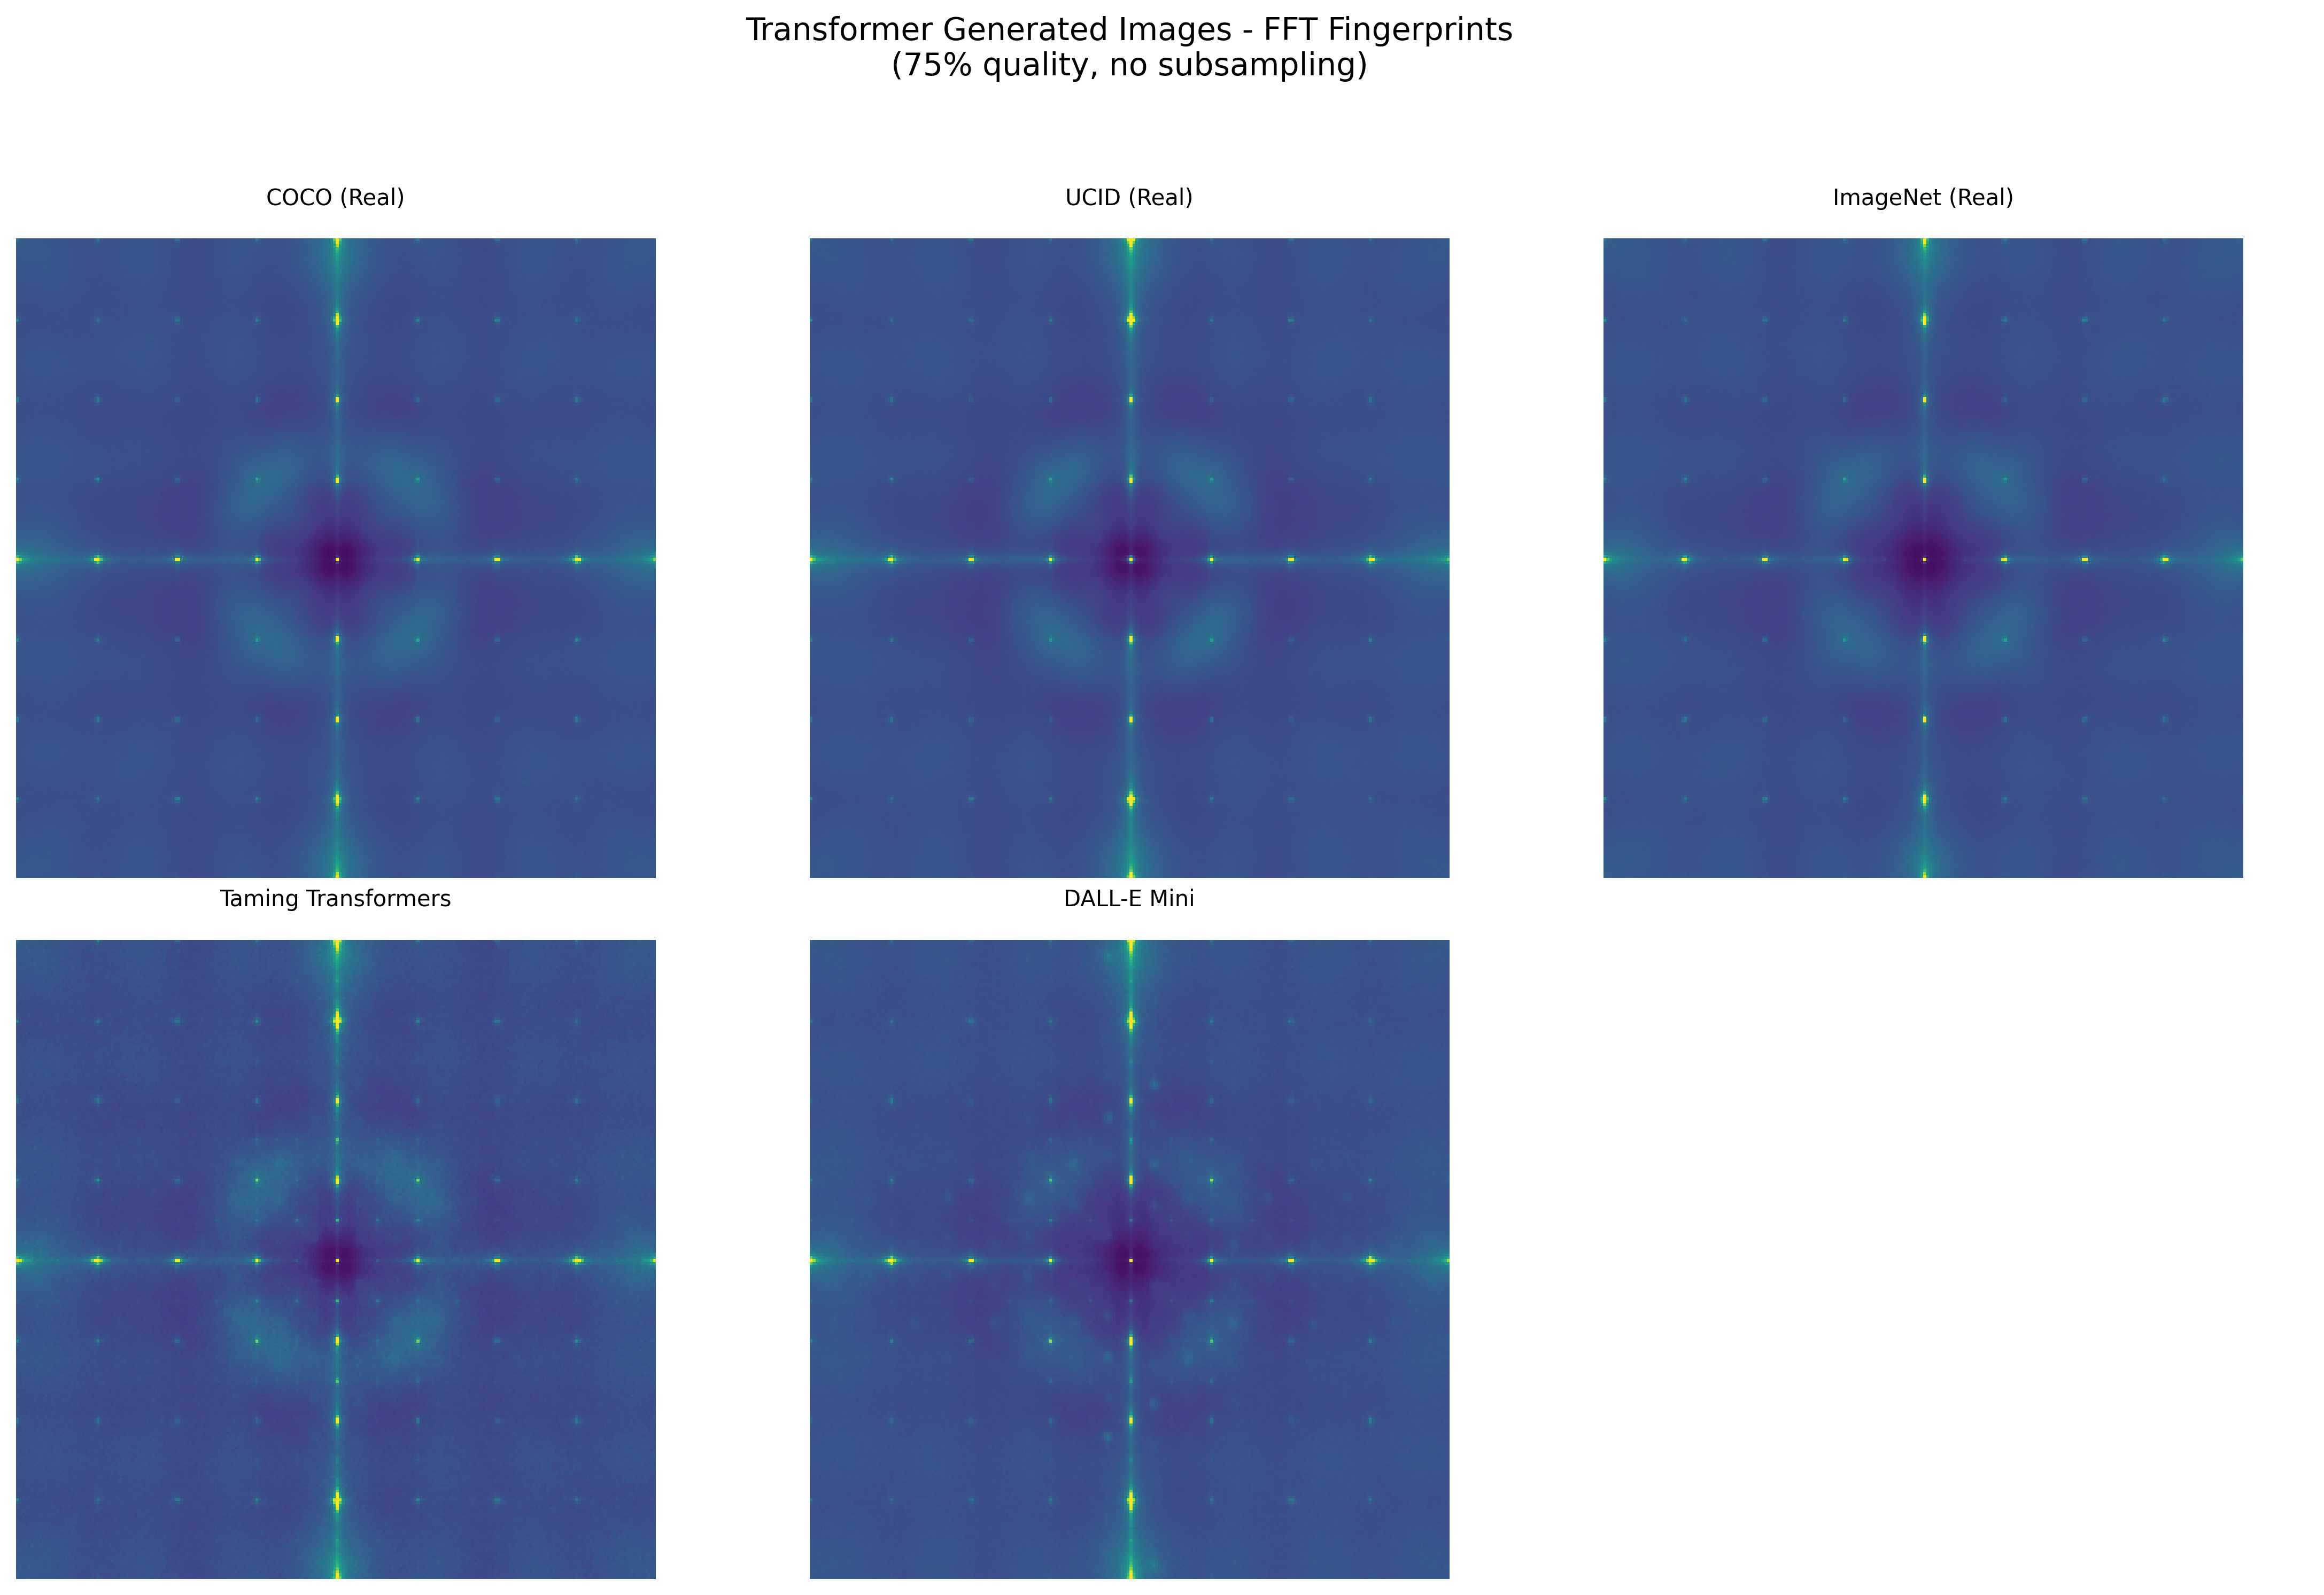 Transformer Generated Images - FFT Fingerprints
(75% quality, no subsampling)
COCO (Real)
UCID (Real)
ImageNet (Real)
Taming Transformers
DALL-E Mini